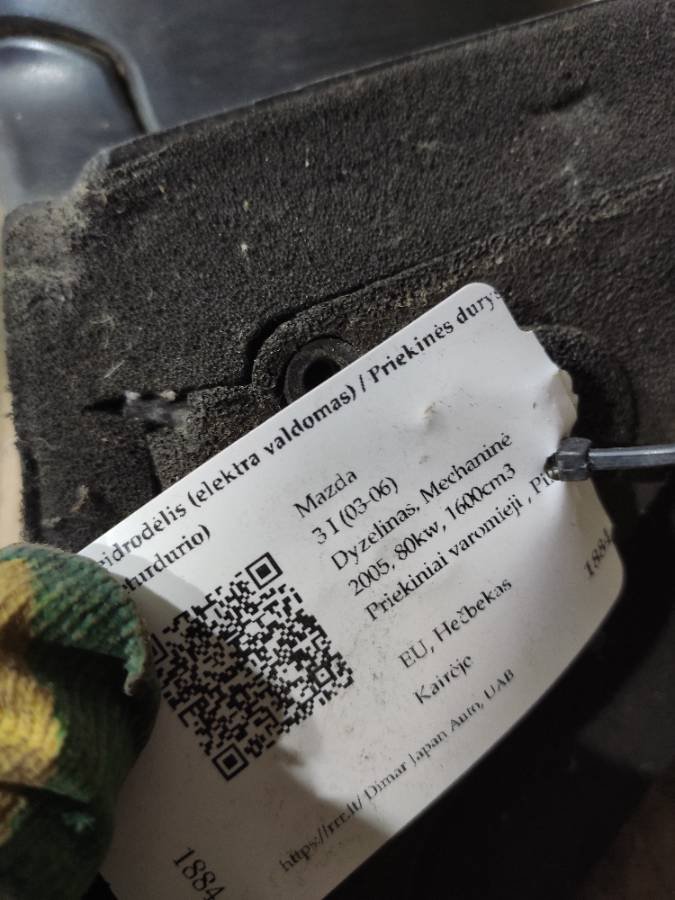 (elektra valdomas) / Priekinės durys
Mazda
3 I (03-06)
Dyzelinas, Mechaninė
2005, 80kw, 1600cm3
Priekiniai varomieji ,
EU, Hečbekas
Kairėje
https://rrr.lt/ Dimar Japan Auto, UAB
1884
1884